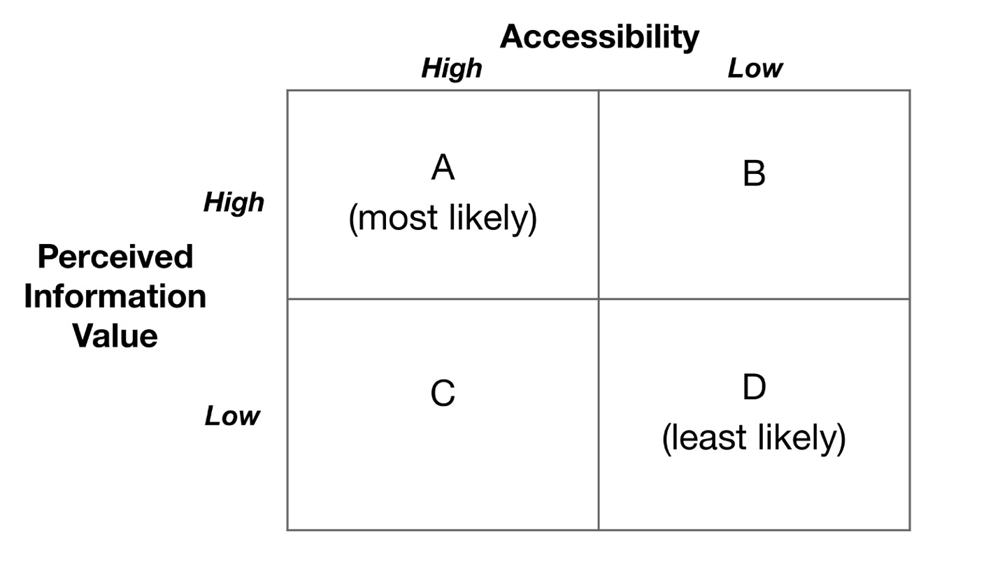 Accessibility
High Low
A
(most likely)
B
High
Perceived
Information
Value
C
D
(least likely)
Low